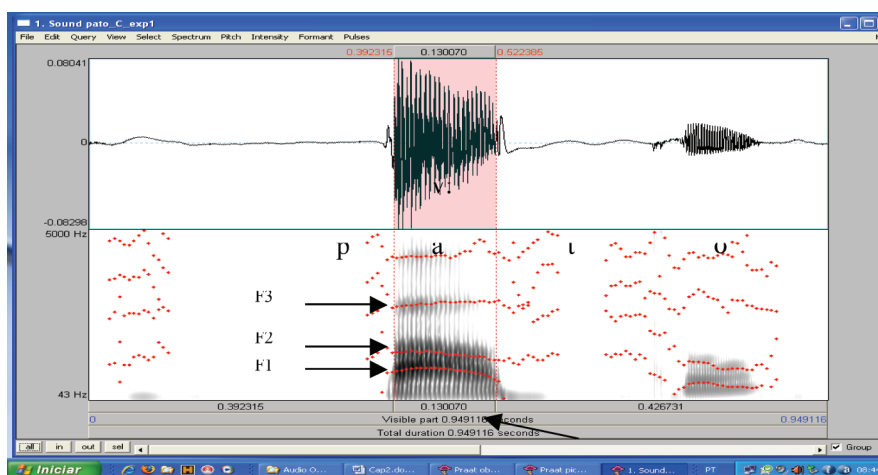 1. Sound pato_C_exp1
File Edit Query View Select Spectrum Pitch Intensity Formant Pulses
0.392315 0.130070 0.522385
0.08041
0
-0.08298
5000 Hz
p a t o
F3
F2
F1
43 Hz
0.392315 0.130070 0.426731
0 Visible part 0.949116 seconds 0.949116
Total duration 0.949116 seconds
all in out sel Group
Iniciar Audio O... Cap2.do... Praat ob... Praat pic... 1. Sound... PT